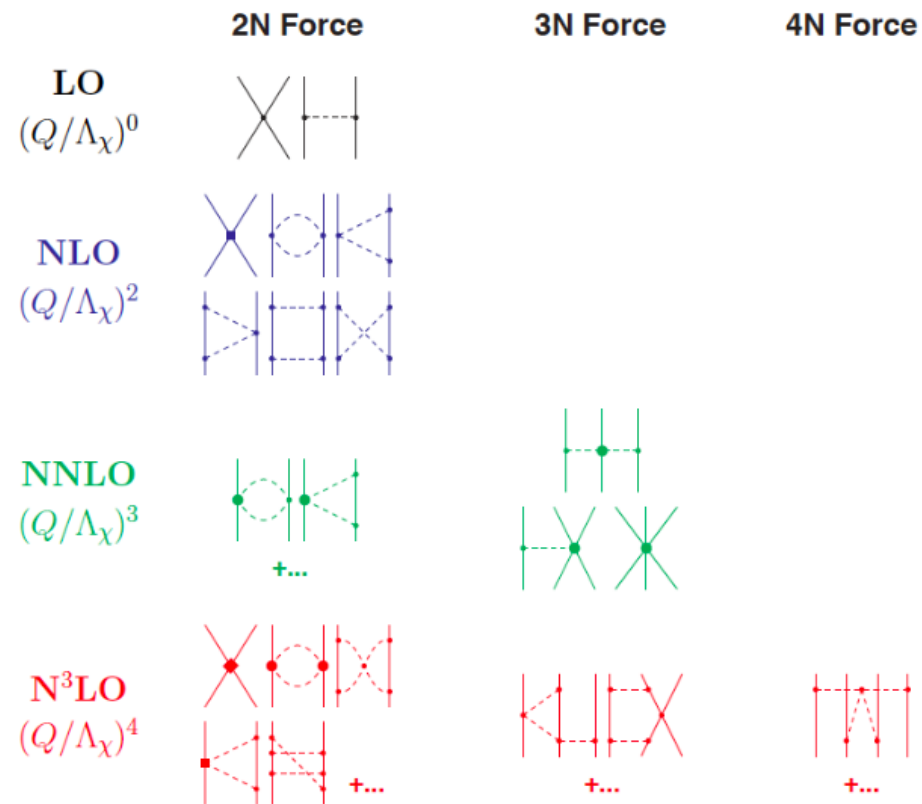 2N Force 3N Force 4N Force
LO
(Q/Λχ)⁰
NLO
(Q/Λχ)²
NNLO
(Q/Λχ)³
+...
N³LO
(Q/Λχ)⁴
+... +... +...